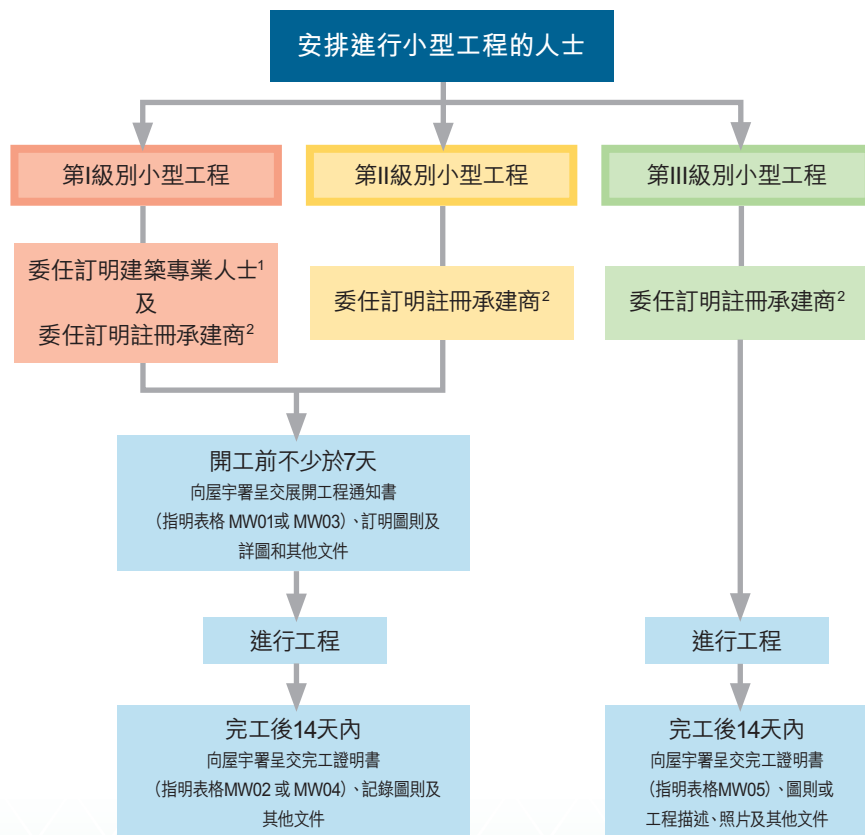 安排進行小型工程的人士
第I級別小型工程
第II級別小型工程
第III級別小型工程
委任訂明建築專業人士¹
及
委任訂明註冊承建商²
委任訂明註冊承建商²
委任訂明註冊承建商²
開工前不少於7天
向屋宇署呈交展開工程通知書
（指明表格 MW01或 MW03）、訂明圖則及
詳圖和其他文件
進行工程
進行工程
完工後14天內
向屋宇署呈交完工證明書
（指明表格MW02 或 MW04）、記錄圖則及
其他文件
完工後14天內
向屋宇署呈交完工證明書
（指明表格MW05）、圖則或
工程描述、照片及其他文件